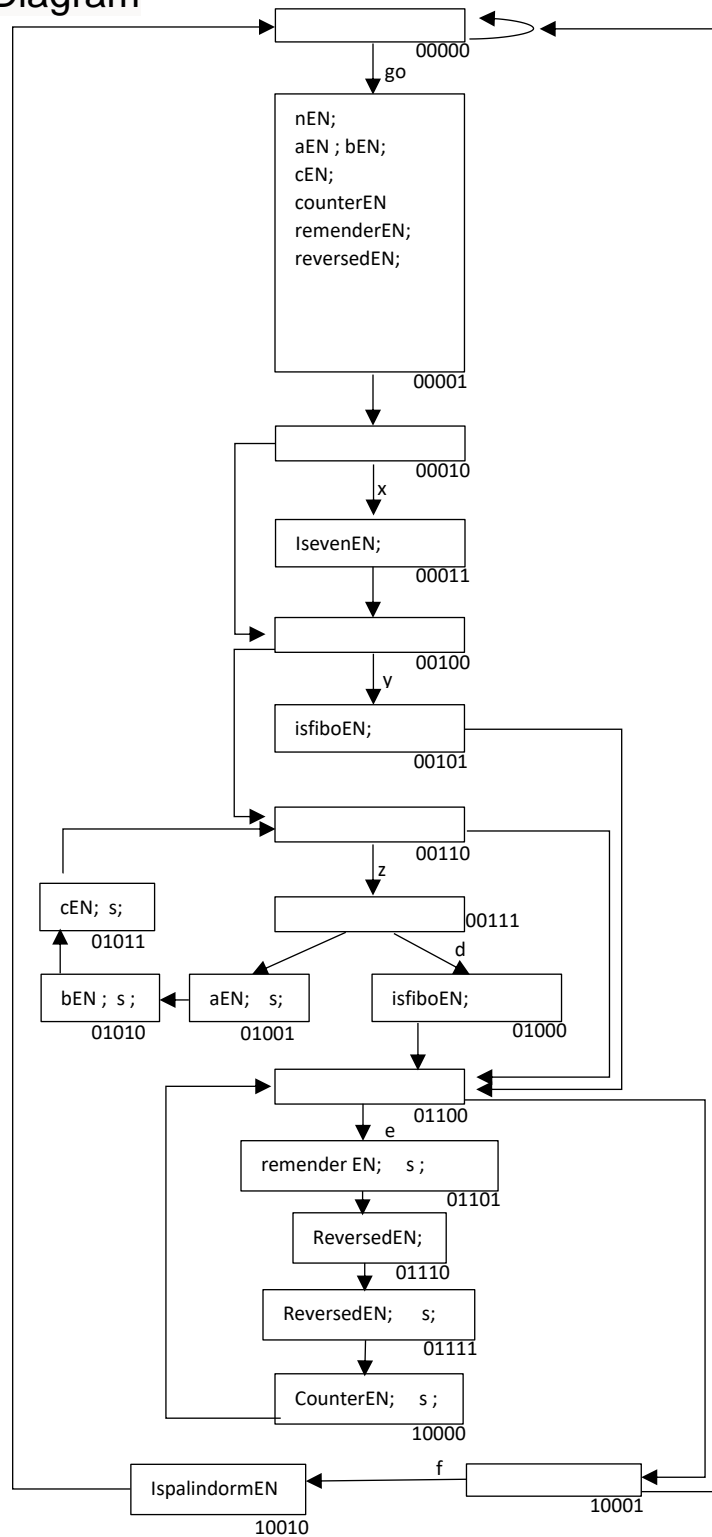 Diagram
00000
go
nEN;
aEN ; bEN;
cEN;
counterEN
remenderEN;
reversedEN;
00001
00010
x
IsevenEN;
00011
00100
y
isfiboEN;
00101
00110
z
00111
cEN; s;
01011
d
bEN ; s ;
01010
aEN; s;
01001
isfiboEN;
01000
01100
e
remender EN; s ;
01101
ReversedEN;
01110
ReversedEN; s;
01111
CounterEN; s ;
10000
f
IspalindormEN
10010
10001